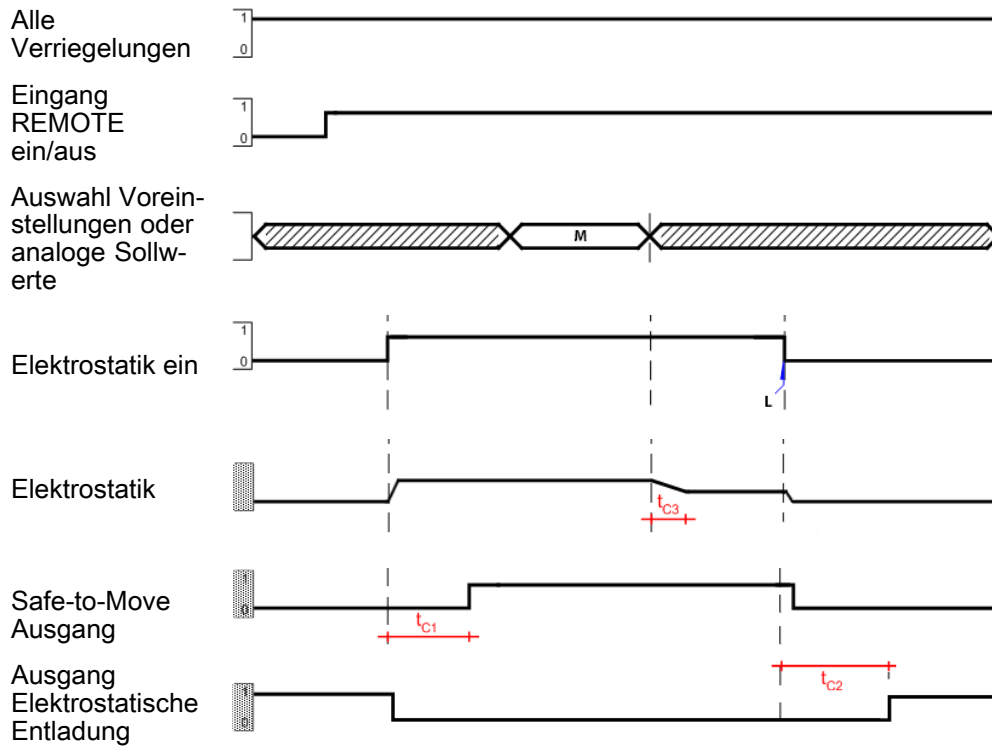 Alle
Verriegelungen
1
0
Eingang
REMOTE
ein/aus
1
0
Auswahl Vorein-
stellungen oder
analoge Sollw-
erte
M
Elektrostatik ein
1
0
L
Elektrostatik
tC3
Safe-to-Move
Ausgang
1
0
tC1
Ausgang
Elektrostatische
Entladung
1
0
tC2